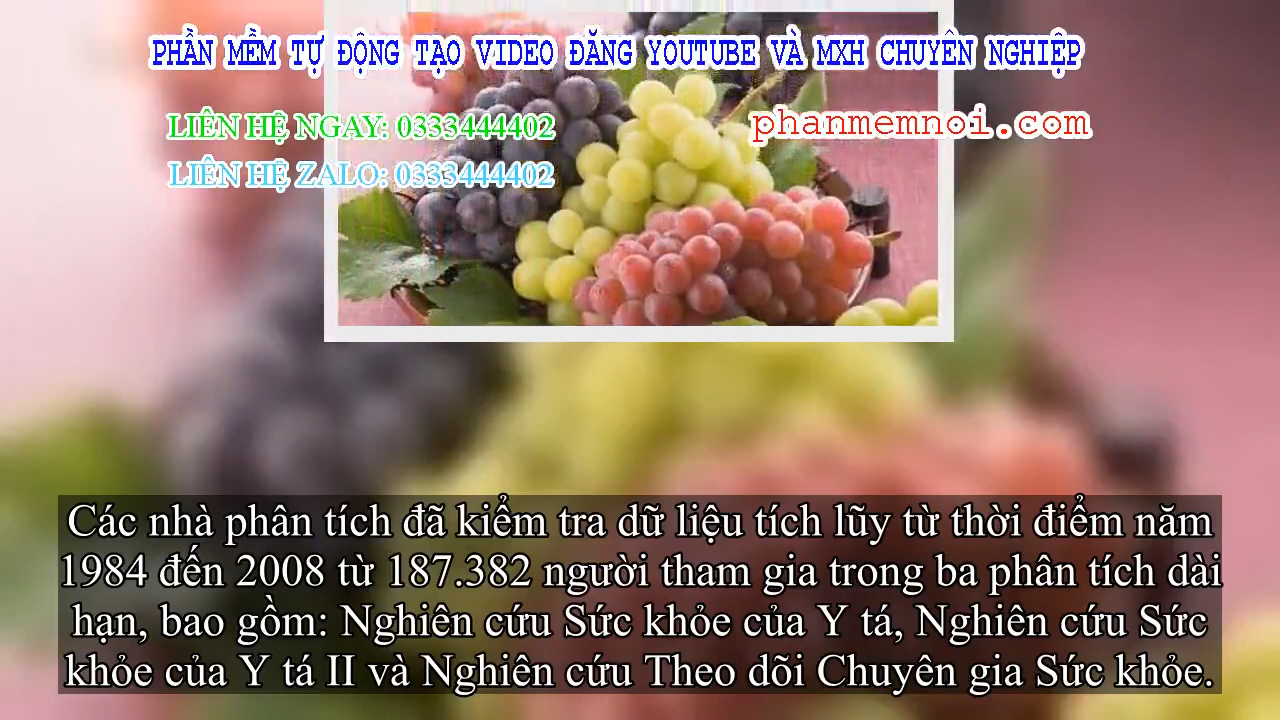 PHẦN MỀM TỰ ĐỘNG TẠO VIDEO ĐĂNG YOUTUBE VÀ MXH CHUYÊN NGHIỆP
LIÊN HỆ NGAY: 0333444402
phanmemnoi.com
LIÊN HỆ ZALO: 0333444402
Các nhà phân tích đã kiểm tra dữ liệu tích lũy từ thời điểm năm
1984 đến 2008 từ 187.382 người tham gia trong ba phân tích dài
hạn, bao gồm: Nghiên cứu Sức khỏe của Y tá, Nghiên cứu Sức
khỏe của Y tá II và Nghiên cứu Theo dõi Chuyên gia Sức khỏe.